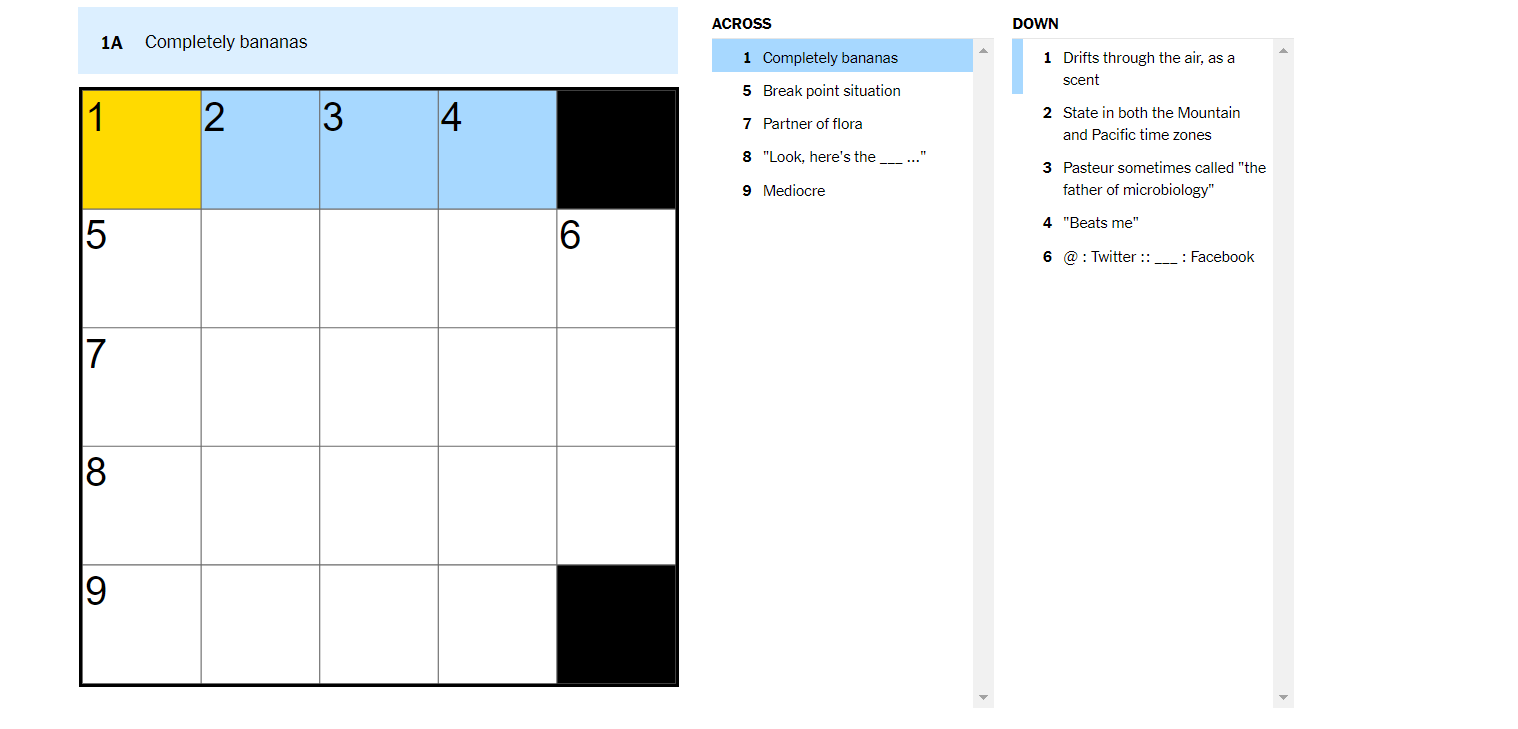 1A Completely bananas
1 2 3 4
5 6
7
8
9
ACROSS
1 Completely bananas
5 Break point situation
7 Partner of flora
8 "Look, here's the ___ ..."
9 Mediocre
DOWN
1 Drifts through the air, as a
scent
2 State in both the Mountain
and Pacific time zones
3 Pasteur sometimes called "the
father of microbiology"
4 "Beats me"
6 @ : Twitter :: ___ : Facebook